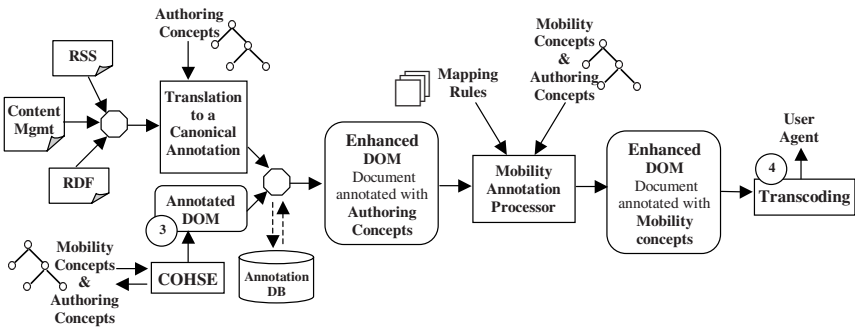 Authoring
Concepts
RSS
Content
Mgmt
RDF
Translation
to a
Canonical
Annotation
Annotated
DOM
3
Mobility
Concepts
&
Authoring
Concepts
COHSE
Annotation
DB
Enhanced
DOM
Document
annotated with
Authoring
Concepts
Mapping
Rules
Mobility
Concepts
&
Authoring
Concepts
Mobility
Annotation
Processor
Enhanced
DOM
Document
annotated with
Mobility
concepts
User
Agent
4
Transcoding